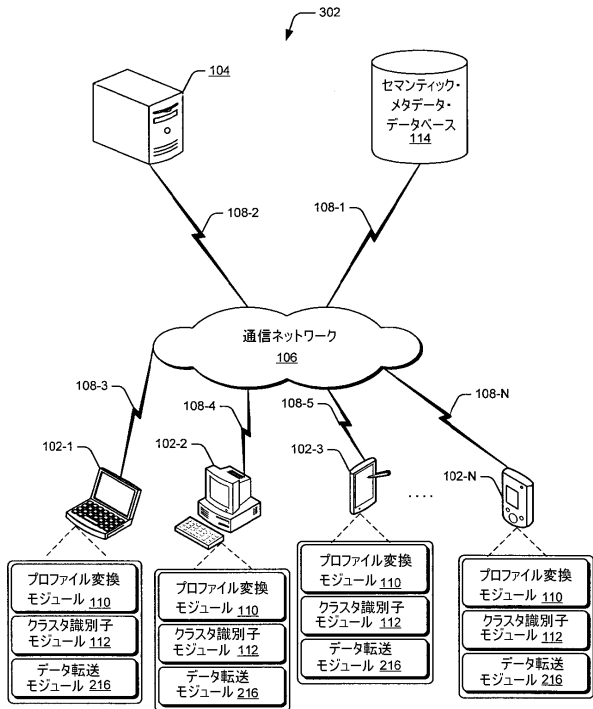 302
104
セマンティック・
メタデータ・
データベース
114
108-2
108-1
通信ネットワーク
106
108-3
108-4
108-5
108-N
102-1
102-2
102-3
....
102-N
プロファイル変換
モジュール 110
クラスタ識別子
モジュール 112
データ転送
モジュール 216
プロファイル変換
モジュール 110
クラスタ識別子
モジュール 112
データ転送
モジュール 216
プロファイル変換
モジュール 110
クラスタ識別子
モジュール 112
データ転送
モジュール 216
プロファイル変換
モジュール 110
クラスタ識別子
モジュール 112
データ転送
モジュール 216